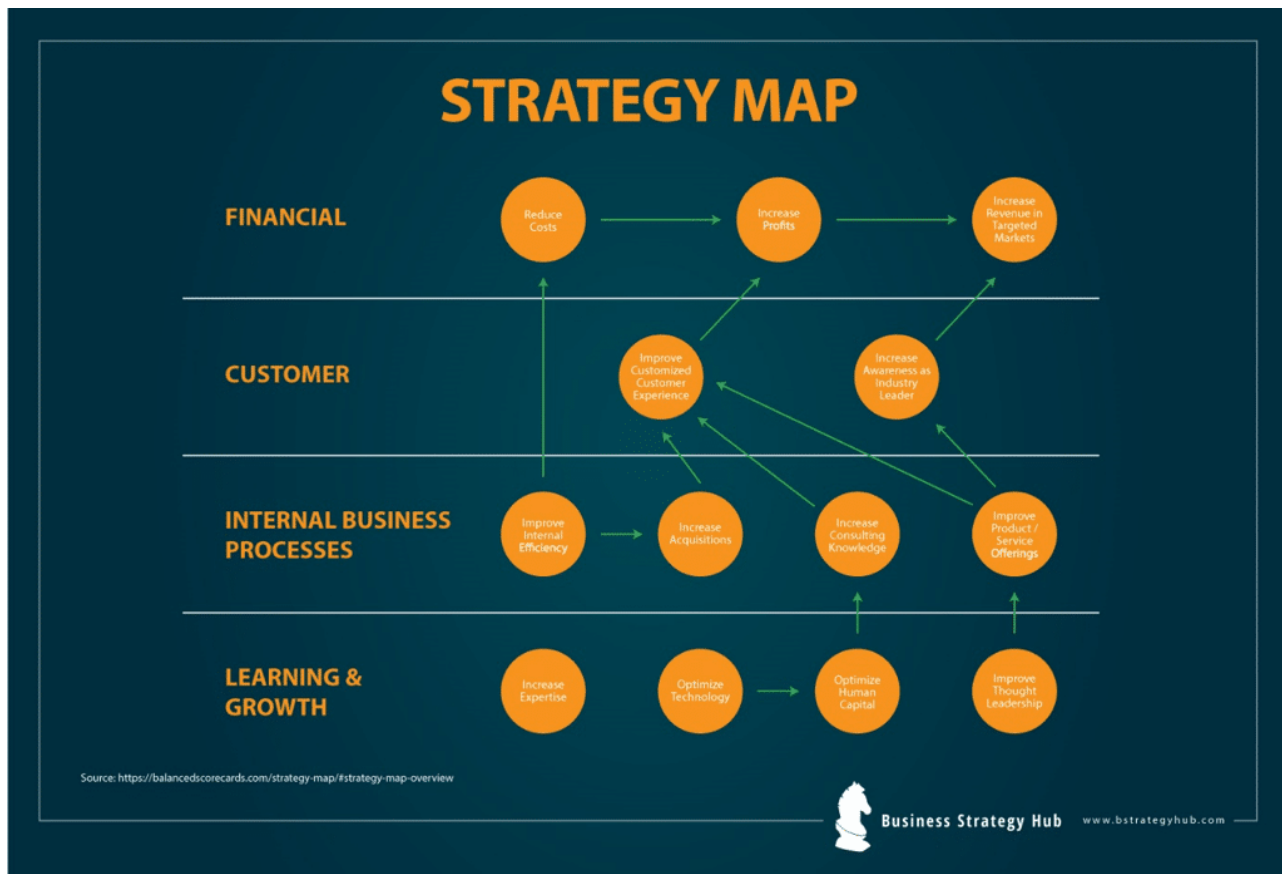 STRATEGY MAP
FINANCIAL
Reduce
Costs
Increase
Profits
Increase
Revenue in
Targeted
Markets
CUSTOMER
Improve
Customized
Customer
Experience
Increase
Awareness as
Industry
Leader
INTERNAL BUSINESS
PROCESSES
Improve
Internal
Efficiency
Increase
Acquisitions
Increase
Consulting
Knowledge
Improve
Product /
Service
Offerings
LEARNING &
GROWTH
Increase
Expertise
Optimize
Technology
Optimize
Human
Capital
Improve
Thought
Leadership
Source: https://balancedscorecards.com/strategy-map/#strategy-map-overview
Business Strategy Hub
www.bstrategyhub.com